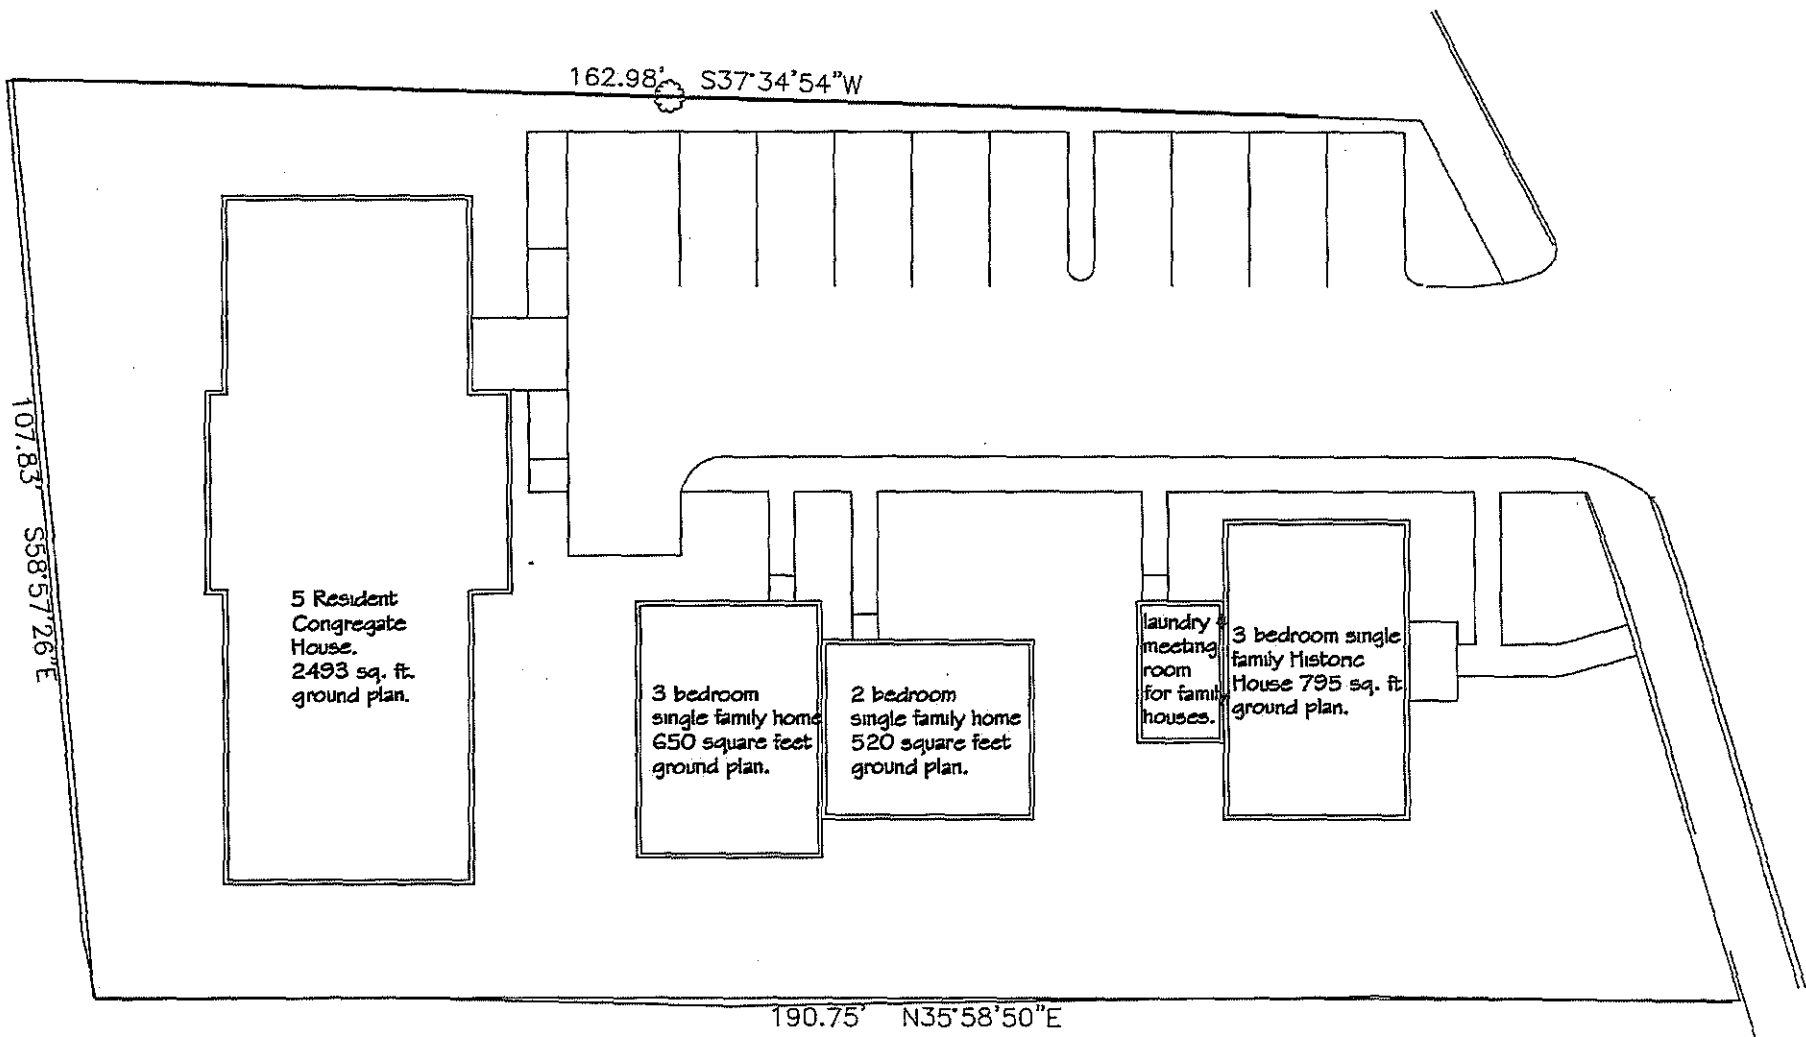 162.98' S37°34'54"W
107.83' S58°57'26"E
5 Resident
Congregate
House.
2493 sq. ft.
ground plan.
3 bedroom
single family home
650 square feet
ground plan.
2 bedroom
single family home
520 square feet
ground plan.
laundry &
meeting
room
for family
houses.
3 bedroom single
family Historic
House 795 sq. ft
ground plan.
190.75' N35°58'50"E